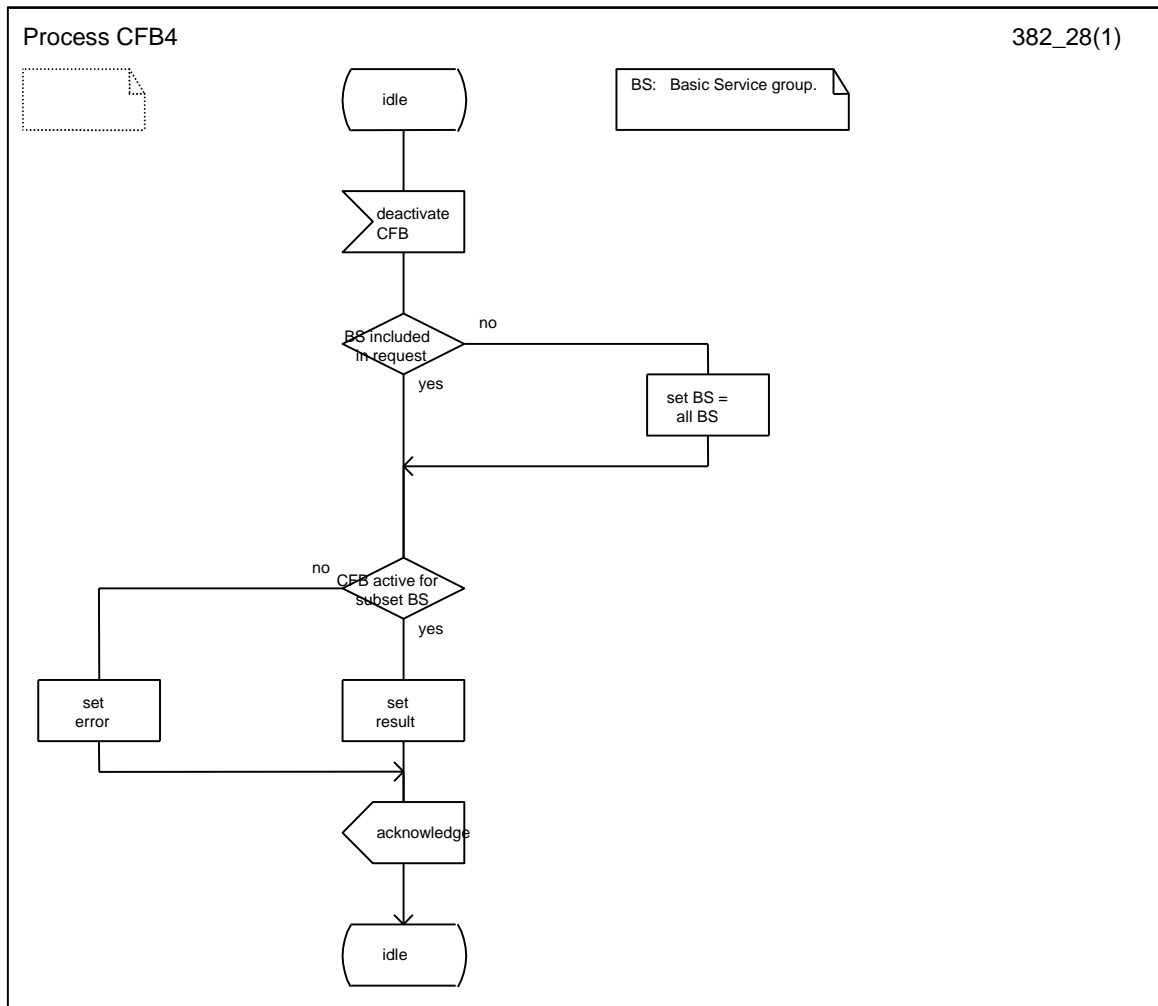 Process CFB4
382_28(1)
idle
BS: Basic Service group.
deactivate
CFB
BS included
in request
no
yes
set BS =
all BS
no
CFB active for
subset BS
yes
set
error
set
result
acknowledge
idle